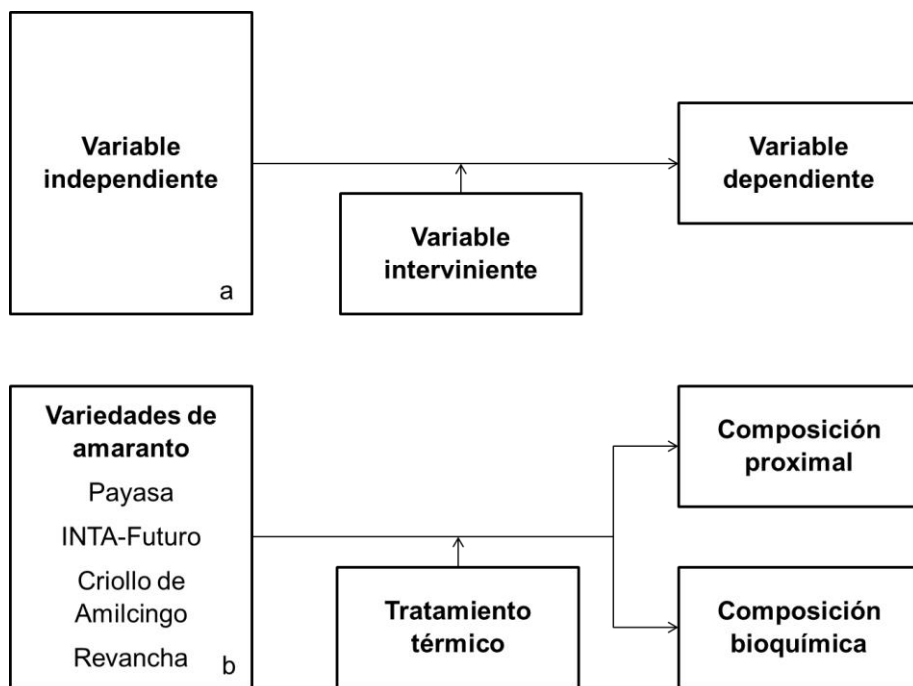 Variable
independiente
a
Variable
interviniente
Variable
dependiente
Variedades de
amaranto
Payasa
INTA-Futuro
Criollo de
Amilcingo
Revancha
b
Tratamiento
térmico
Composición
proximal
Composición
bioquímica